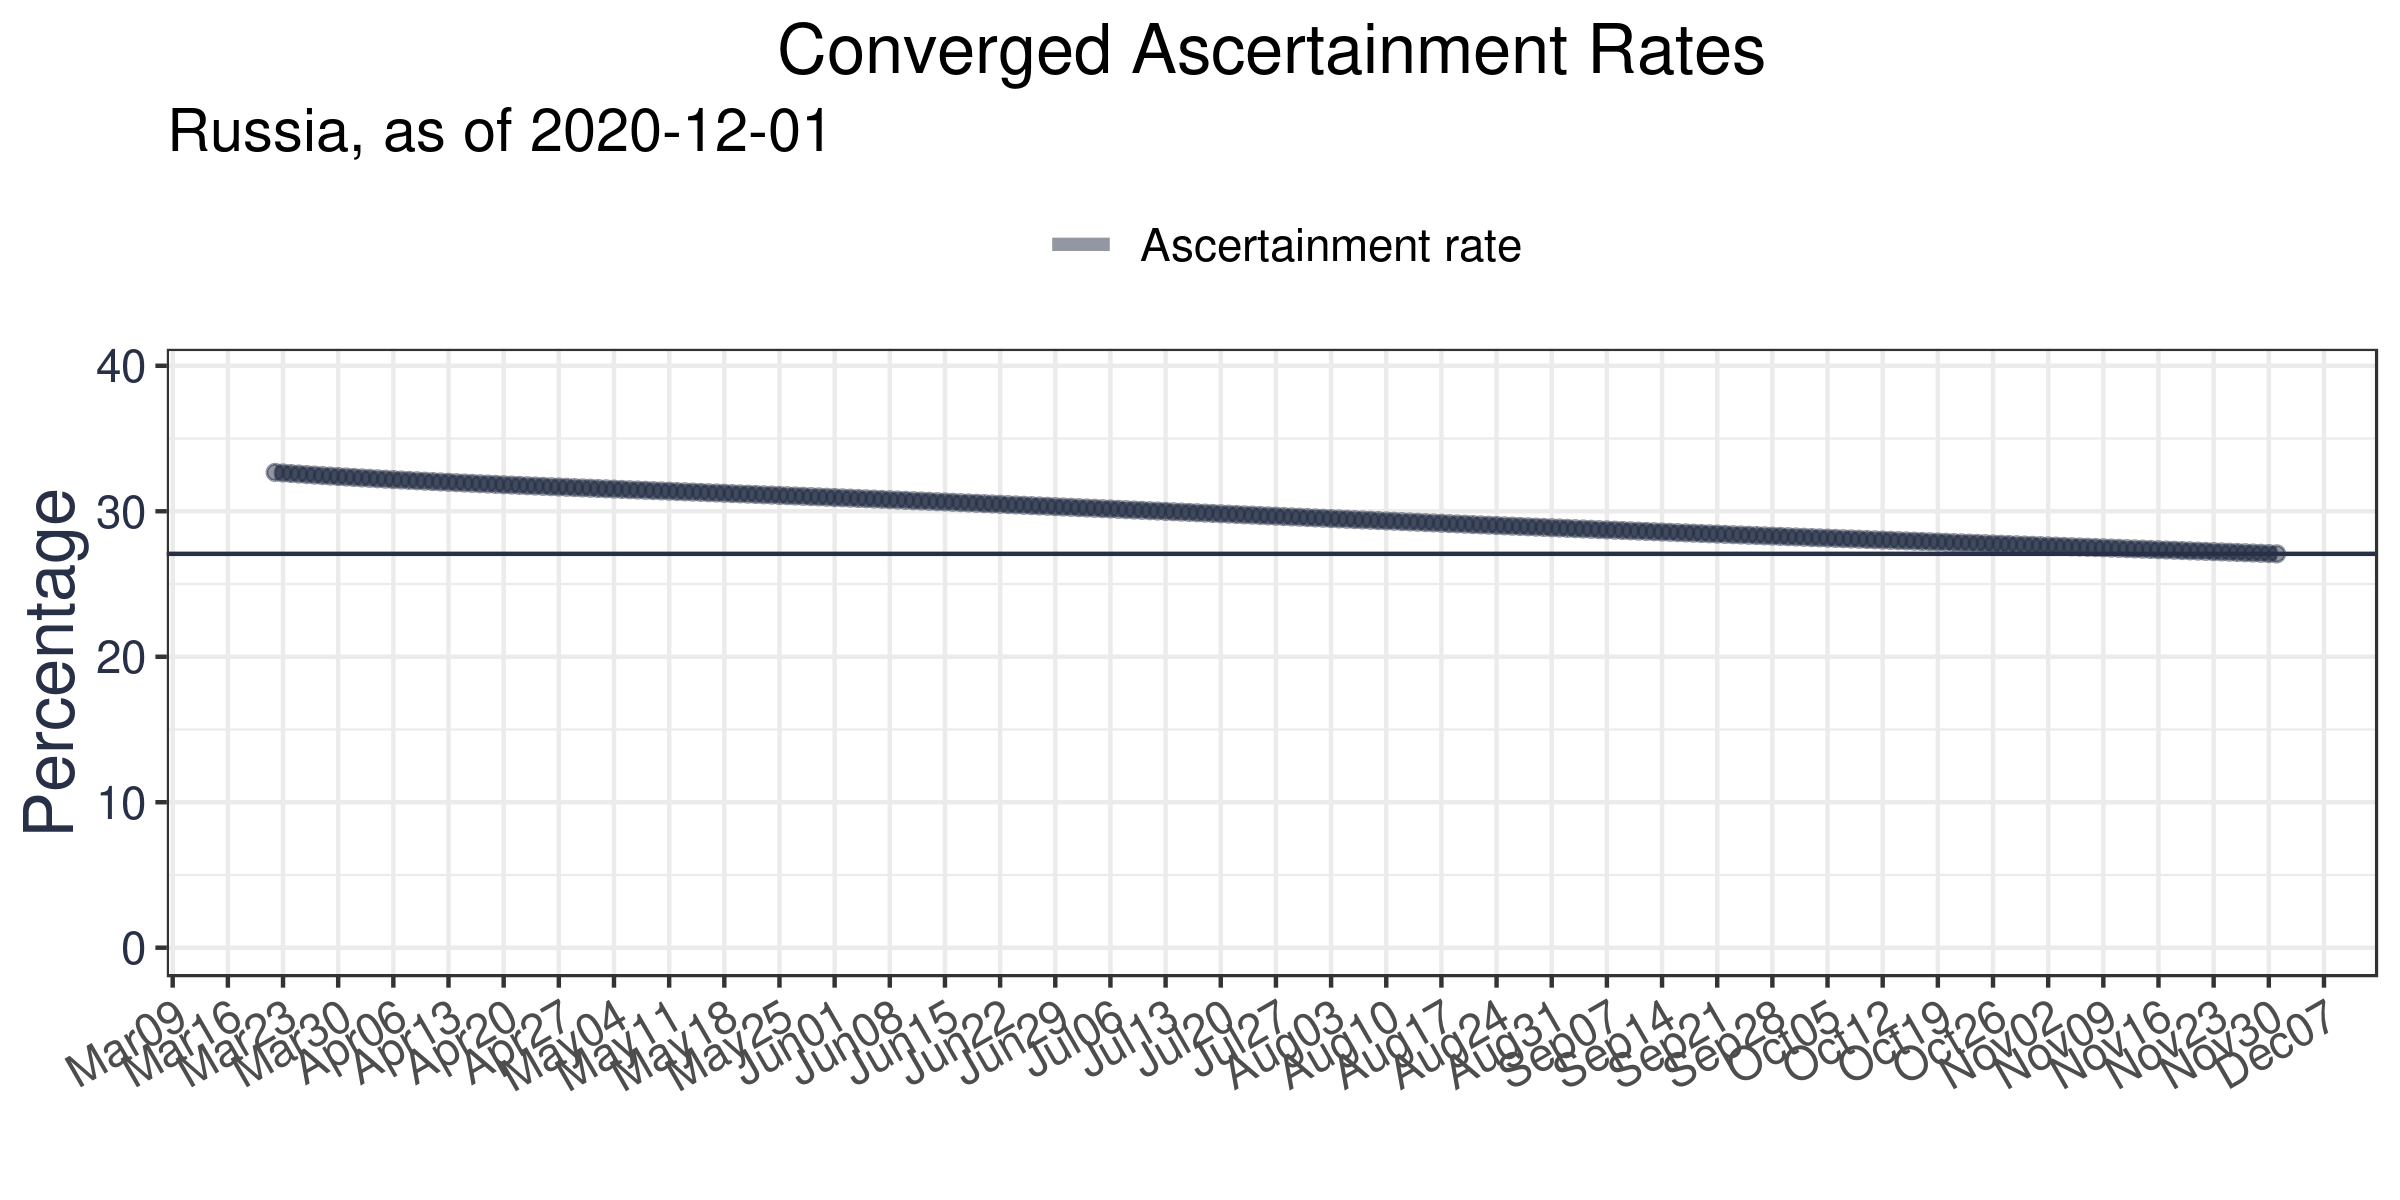 Converged Ascertainment Rates
Russia, as of 2020-12-01
Ascertainment rate
Percentage
40
30
20
10
0
Mar09
Mar16
Mar23
Mar30
Apr06
Apr13
Apr20
Apr27
May04
May11
May18
May25
Jun01
Jun08
Jun15
Jun22
Jun29
Jul06
Jul13
Jul20
Jul27
Aug03
Aug10
Aug17
Aug24
Aug31
Sep07
Sep14
Sep21
Sep28
Oct05
Oct12
Oct19
Oct26
Nov02
Nov09
Nov16
Nov23
Nov30
Dec07